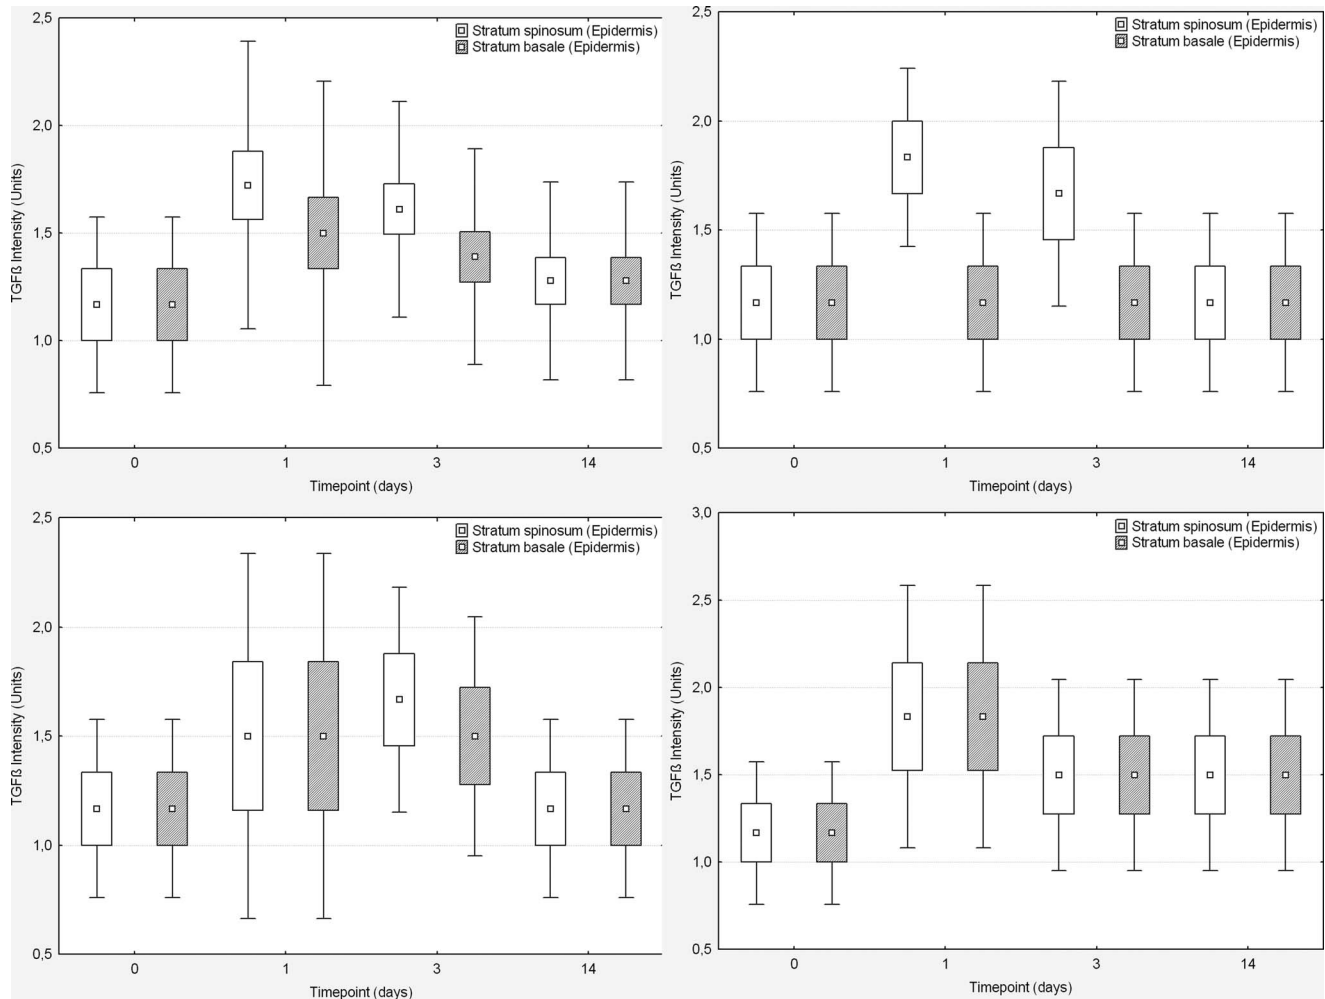 2,5
Stratum spinosum (Epidermis)
Stratum basale (Epidermis)
2,0
1,5
1,0
0,5
TGFß Intensity (Units)
0 1 3 14
Timepoint (days)
2,5
Stratum spinosum (Epidermis)
Stratum basale (Epidermis)
2,0
1,5
1,0
0,5
TGFß Intensity (Units)
0 1 3 14
Timepoint (days)
2,5
Stratum spinosum (Epidermis)
Stratum basale (Epidermis)
2,0
1,5
1,0
0,5
TGFß Intensity (Units)
0 1 3 14
Timepoint (days)
3,0
Stratum spinosum (Epidermis)
Stratum basale (Epidermis)
2,5
2,0
1,5
1,0
0,5
TGFß Intensity (Units)
0 1 3 14
Timepoint (days)